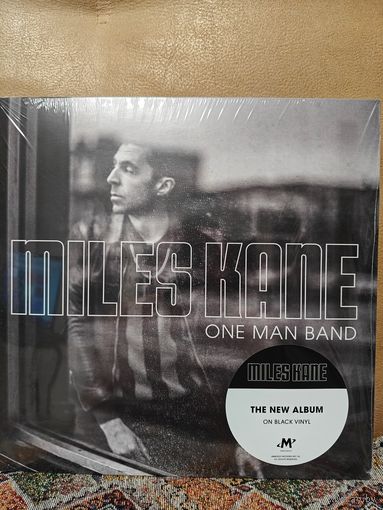 MILES KANE
ONE MAN BAND
MILES KANE
THE NEW ALBUM
ON BLACK VINYL
M